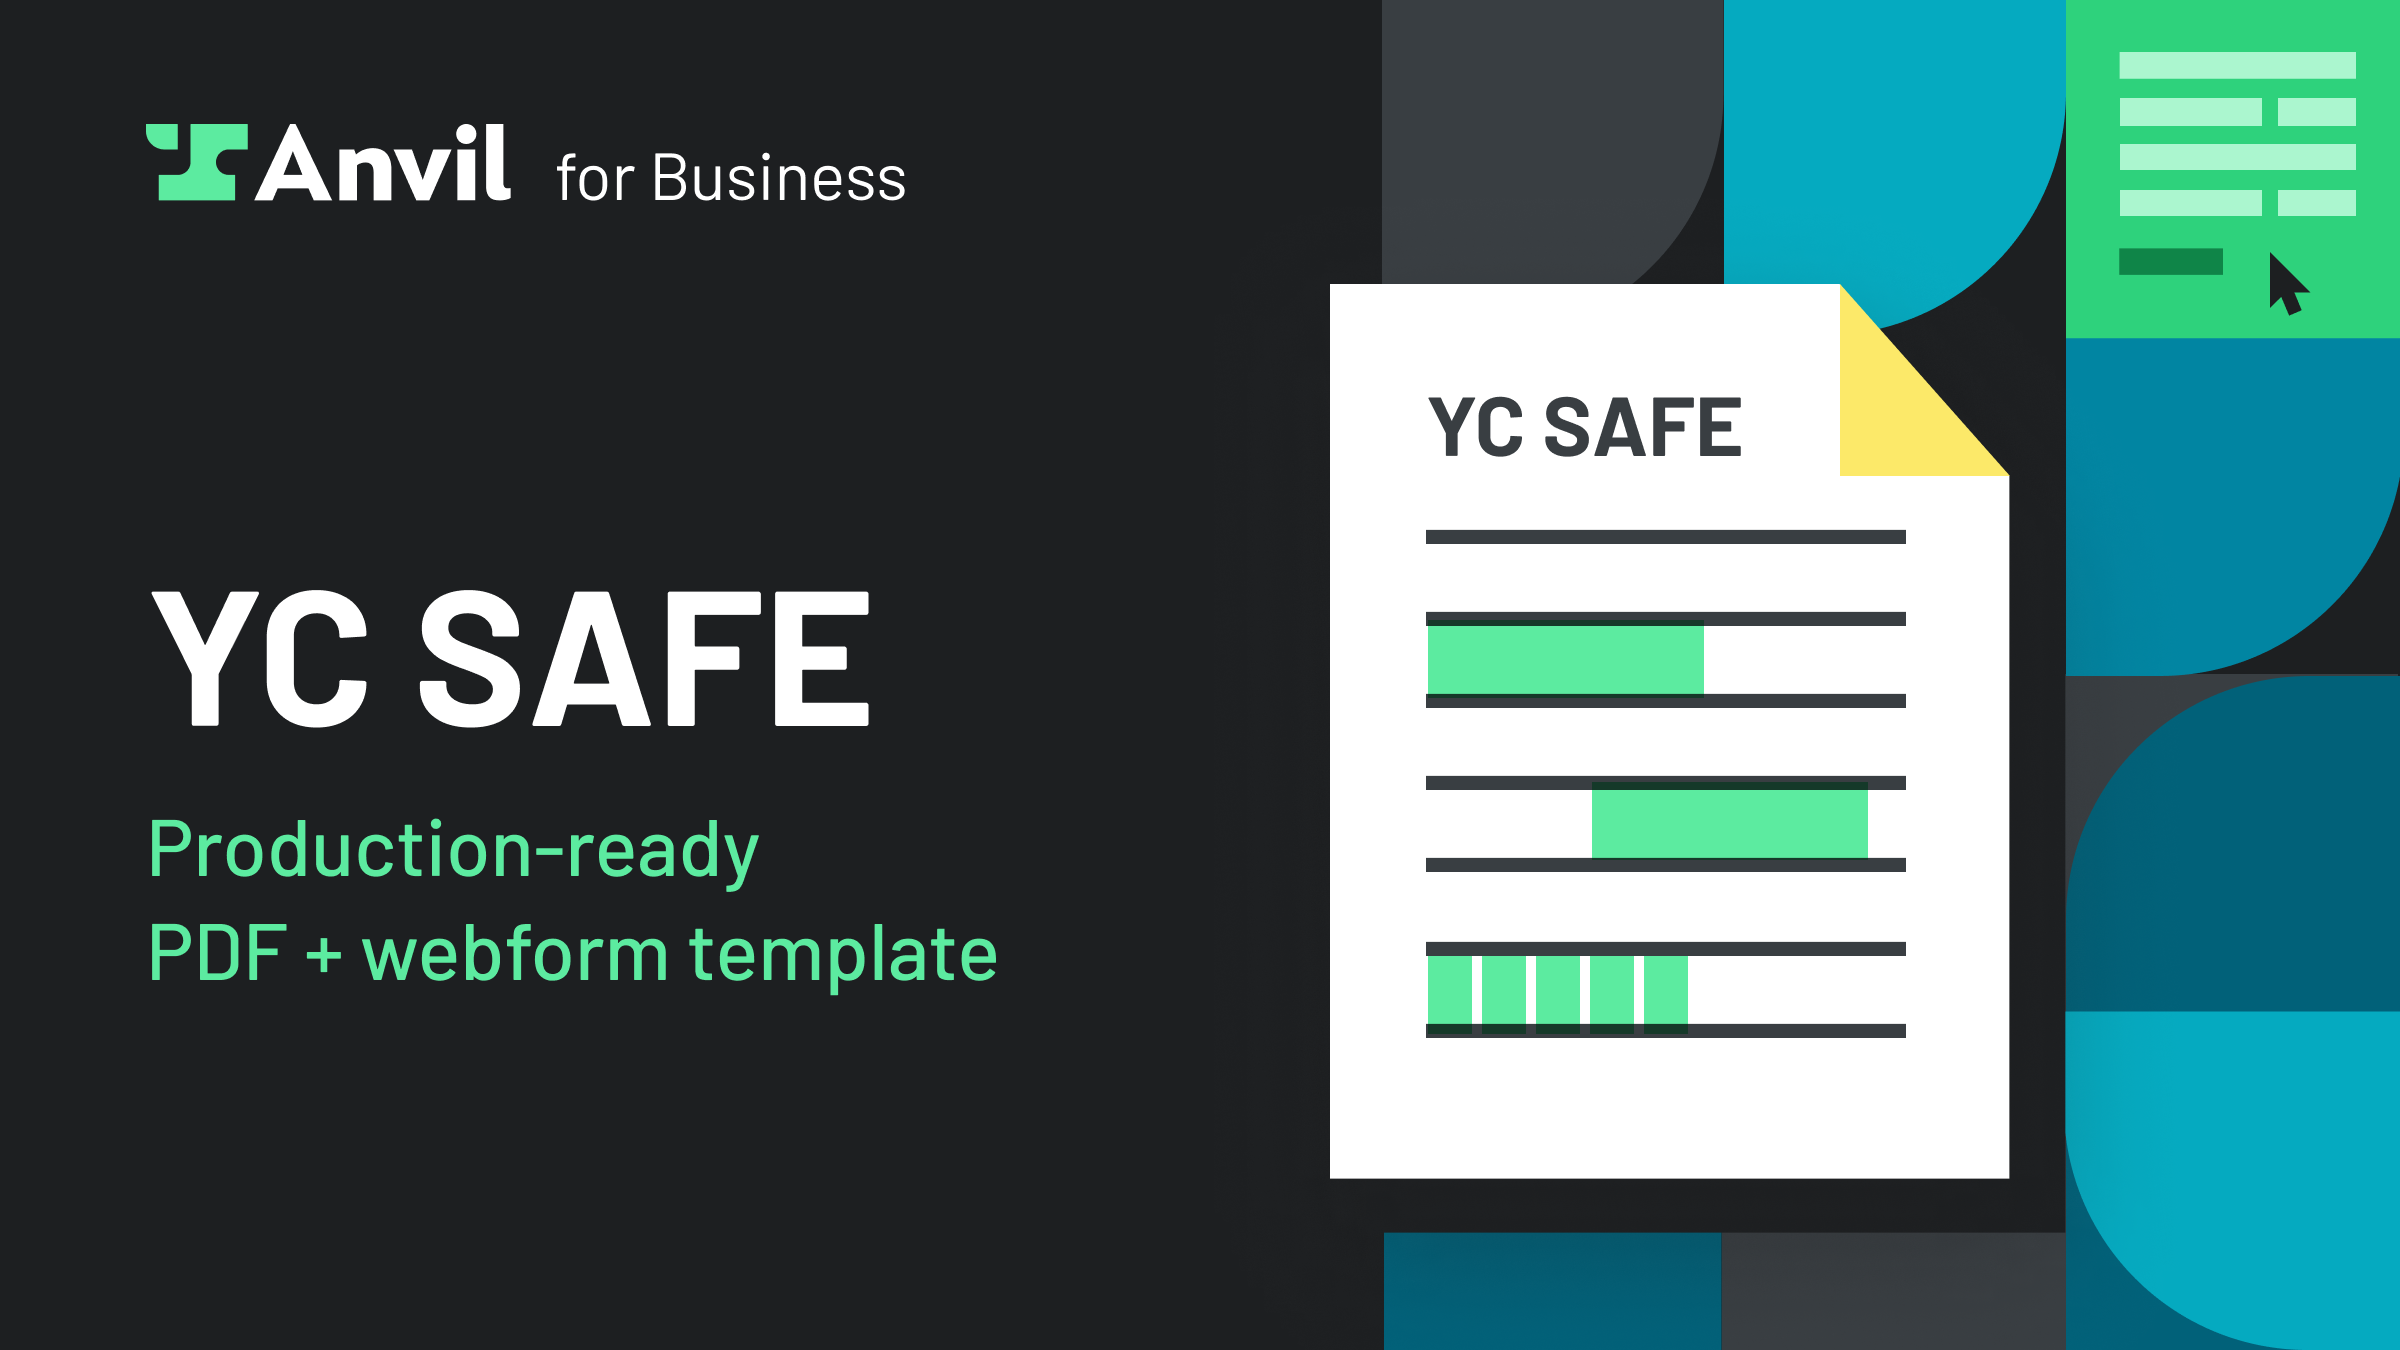 Anvil for Business
YC SAFE
Production-ready
PDF + webform template
YC SAFE